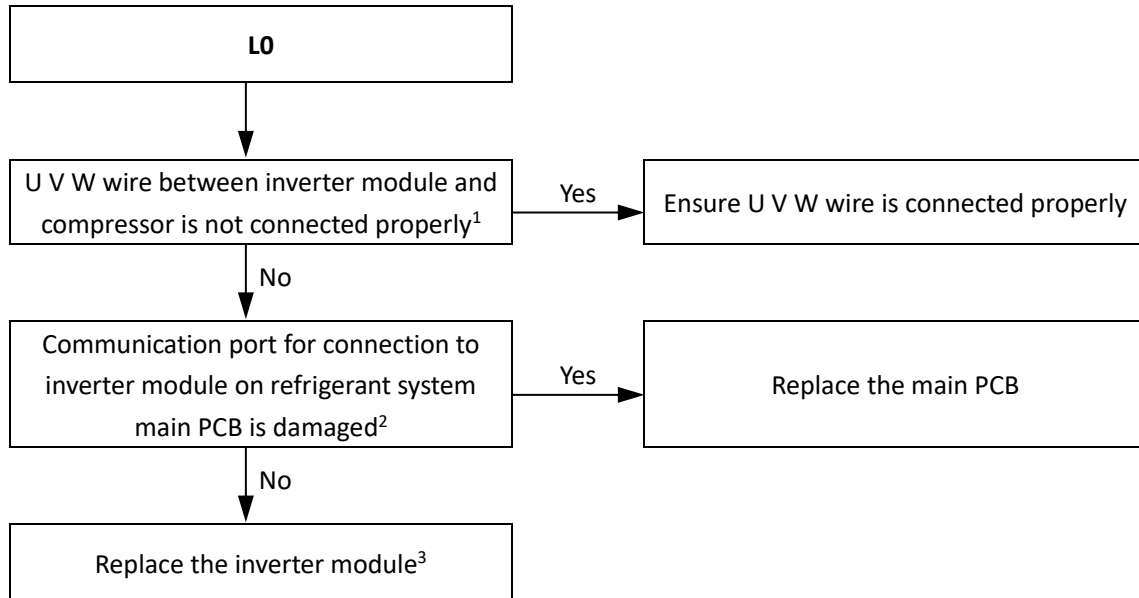 L0
U V W wire between inverter module and
compressor is not connected properly¹
Yes
Ensure U V W wire is connected properly
No
Communication port for connection to
inverter module on refrigerant system
main PCB is damaged²
Yes
Replace the main PCB
No
Replace the inverter module³